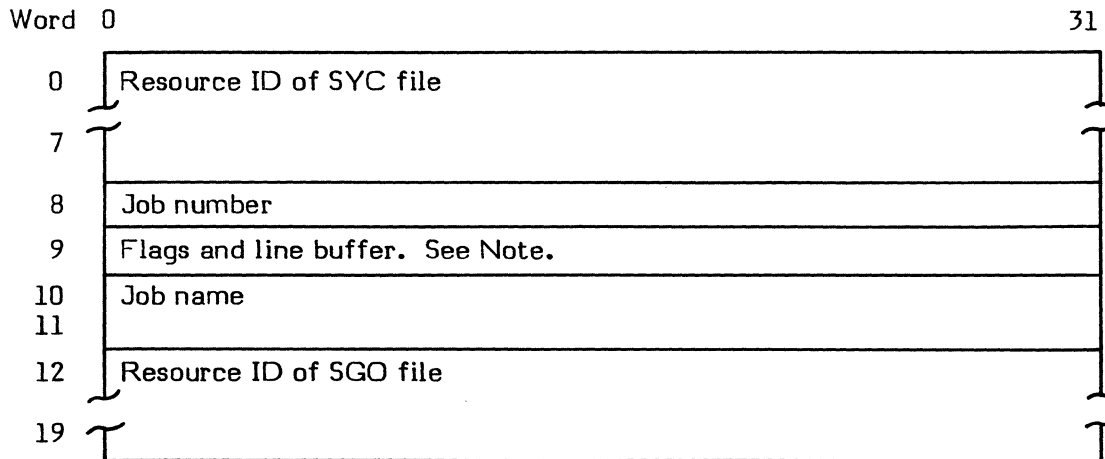 Word 0 31
0 Resource ID of SYC file
7
8 Job number
9 Flags and line buffer. See Note.
10 Job name
11
12 Resource ID of SGO file
19